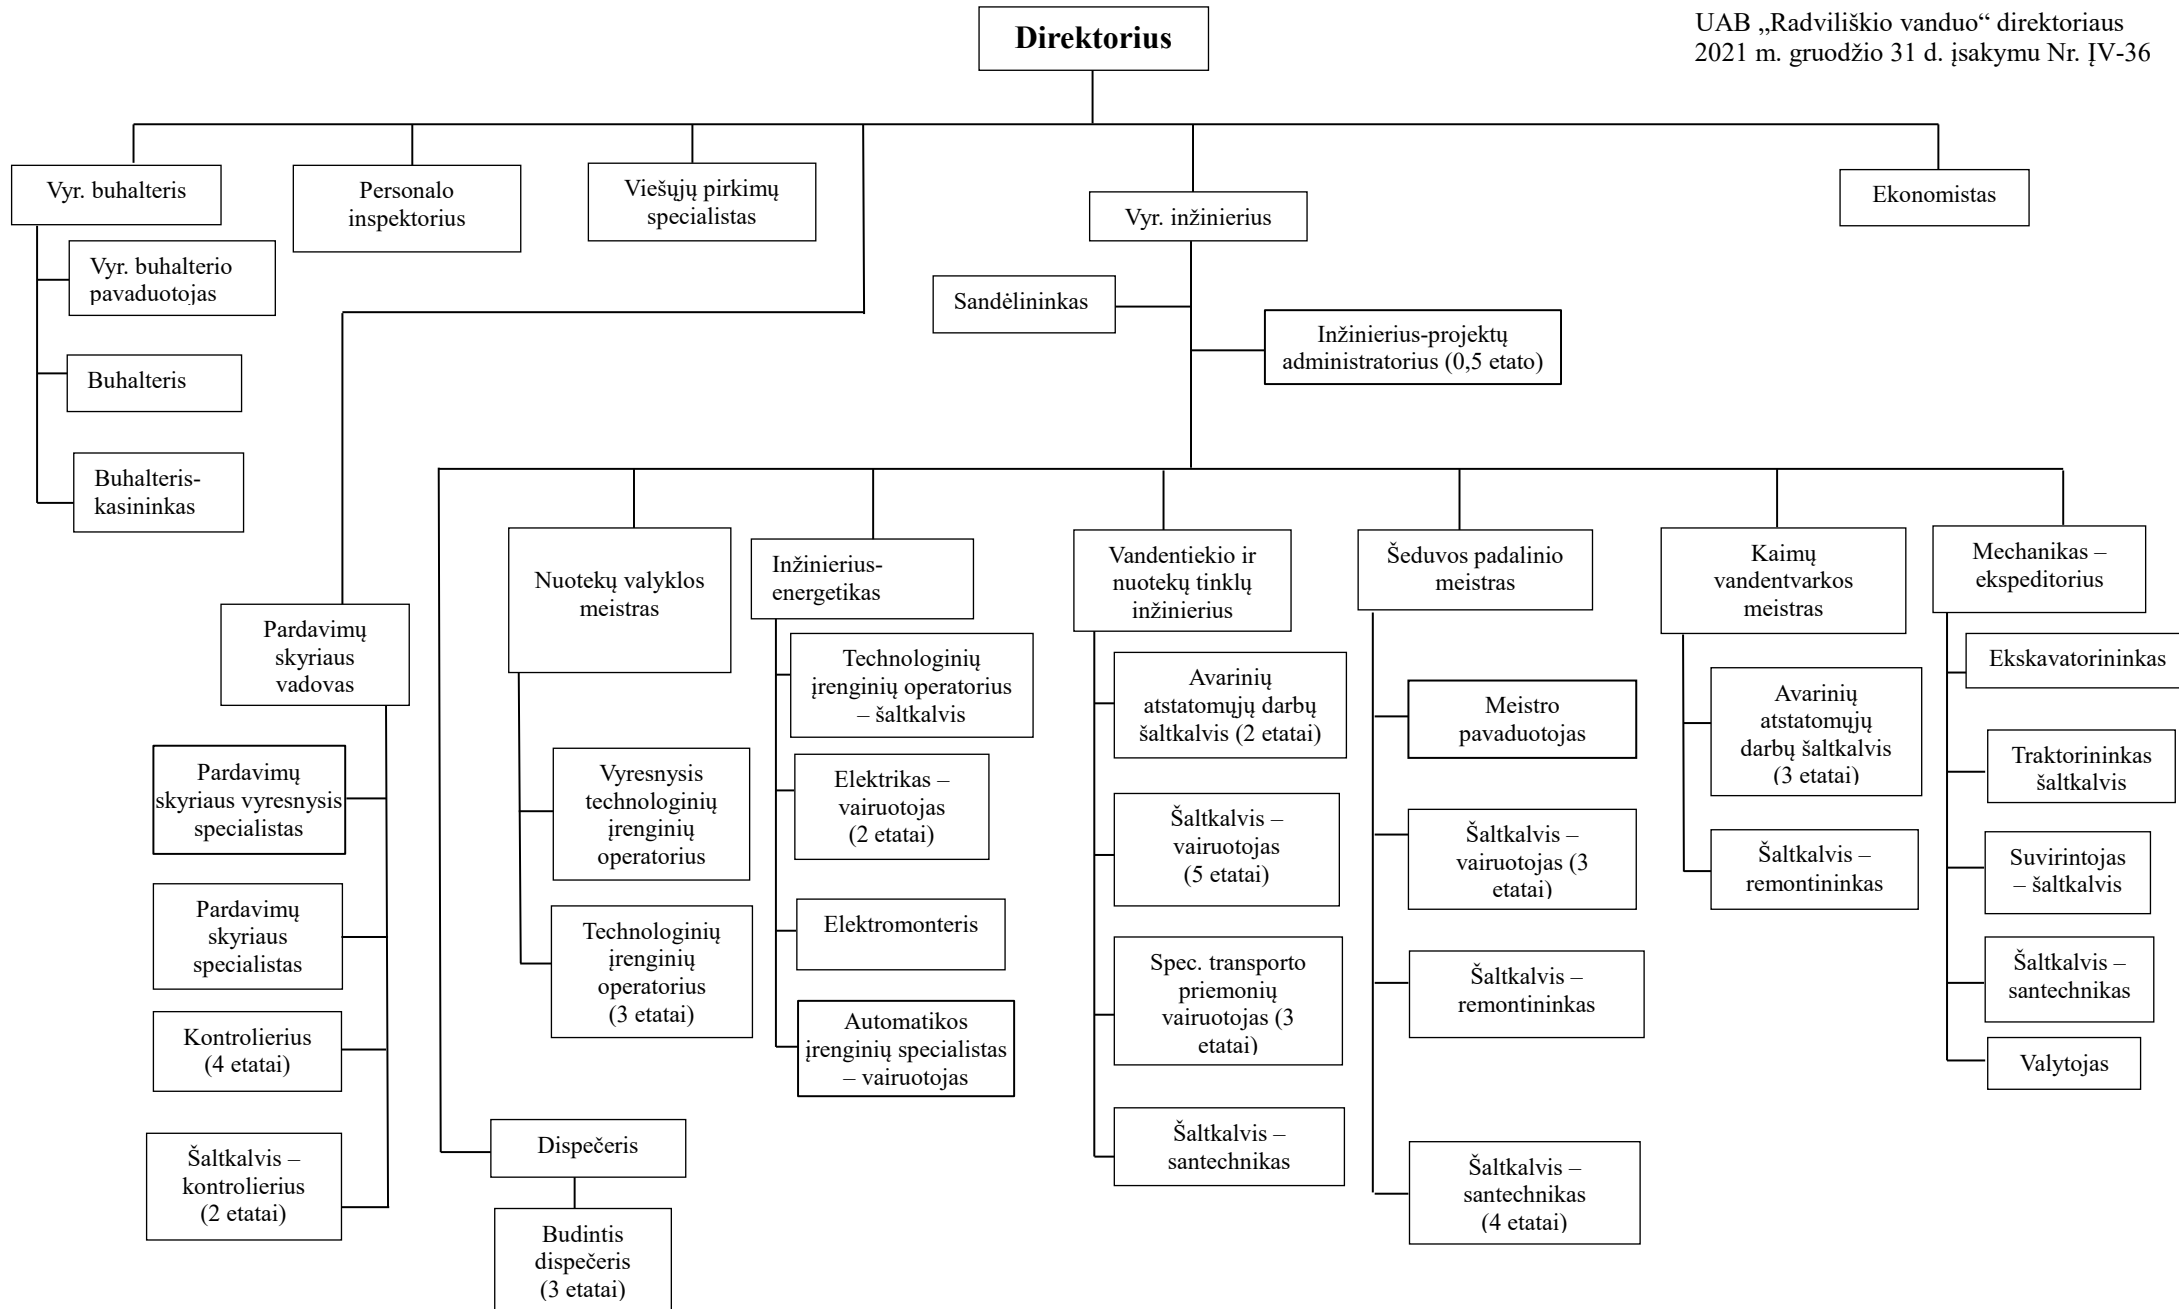 UAB „Radviliškio vanduo“ direktoriaus
2021 m. gruodžio 31 d. įsakymu Nr. ĮV-36
Direktorius
Vyr. buhalteris
Personalo
inspektorius
Viešųjų pirkimų
specialistas
Vyr. inžinierius
Ekonomistas
Vyr. buhalterio
pavaduotojas
Buhalteris
Buhalteris-
kasininkas
Sandėlininkas
Inžinierius-projektų
administratorius (0,5 etato)
Pardavimų
skyriaus
vadovas
Pardavimų
skyriaus vyresnysis
specialistas
Pardavimų
skyriaus
specialistas
Kontrolierius
(4 etatai)
Šaltkalvis –
kontrolierius
(2 etatai)
Dispečeris
Budintis
dispečeris
(3 etatai)
Nuotekų valyklos
meistras
Vyresnysis
technologinių
įrenginių
operatorius
Technologinių
įrenginių
operatorius
(3 etatai)
Inžinierius-
energetikas
Technologinių
įrenginių operatorius
– šaltkalvis
Elektrikas –
vairuotojas
(2 etatai)
Elektromonteris
Automatikos
įrenginių specialistas
– vairuotojas
Vandentiekio ir
nuotekų tinklų
inžinierius
Avarinių
atstatomųjų darbų
šaltkalvis (2 etatai)
Šaltkalvis –
vairuotojas
(5 etatai)
Spec. transporto
priemonių
vairuotojas (3
etatai)
Šaltkalvis –
santechnikas
Šeduvos padalinio
meistras
Meistro
pavaduotojas
Šaltkalvis –
vairuotojas (3
etatai)
Šaltkalvis –
remontininkas
Šaltkalvis –
santechnikas
(4 etatai)
Kaimų
vandentvarkos
meistras
Avarinių
atstatomųjų
darbų šaltkalvis
(3 etatai)
Šaltkalvis –
remontininkas
Mechanikas –
ekspeditorius
Ekskavatorininkas
Traktorininkas
šaltkalvis
Suvirintojas
– šaltkalvis
Šaltkalvis –
santechnikas
Valytojas